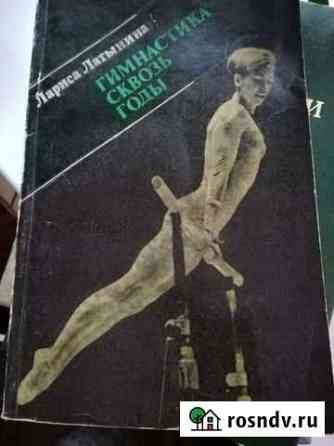 Лариса Латынина
ГИМНАСТИКА
СКВОЗЬ
ГОДЫ
И
rosndv.ru